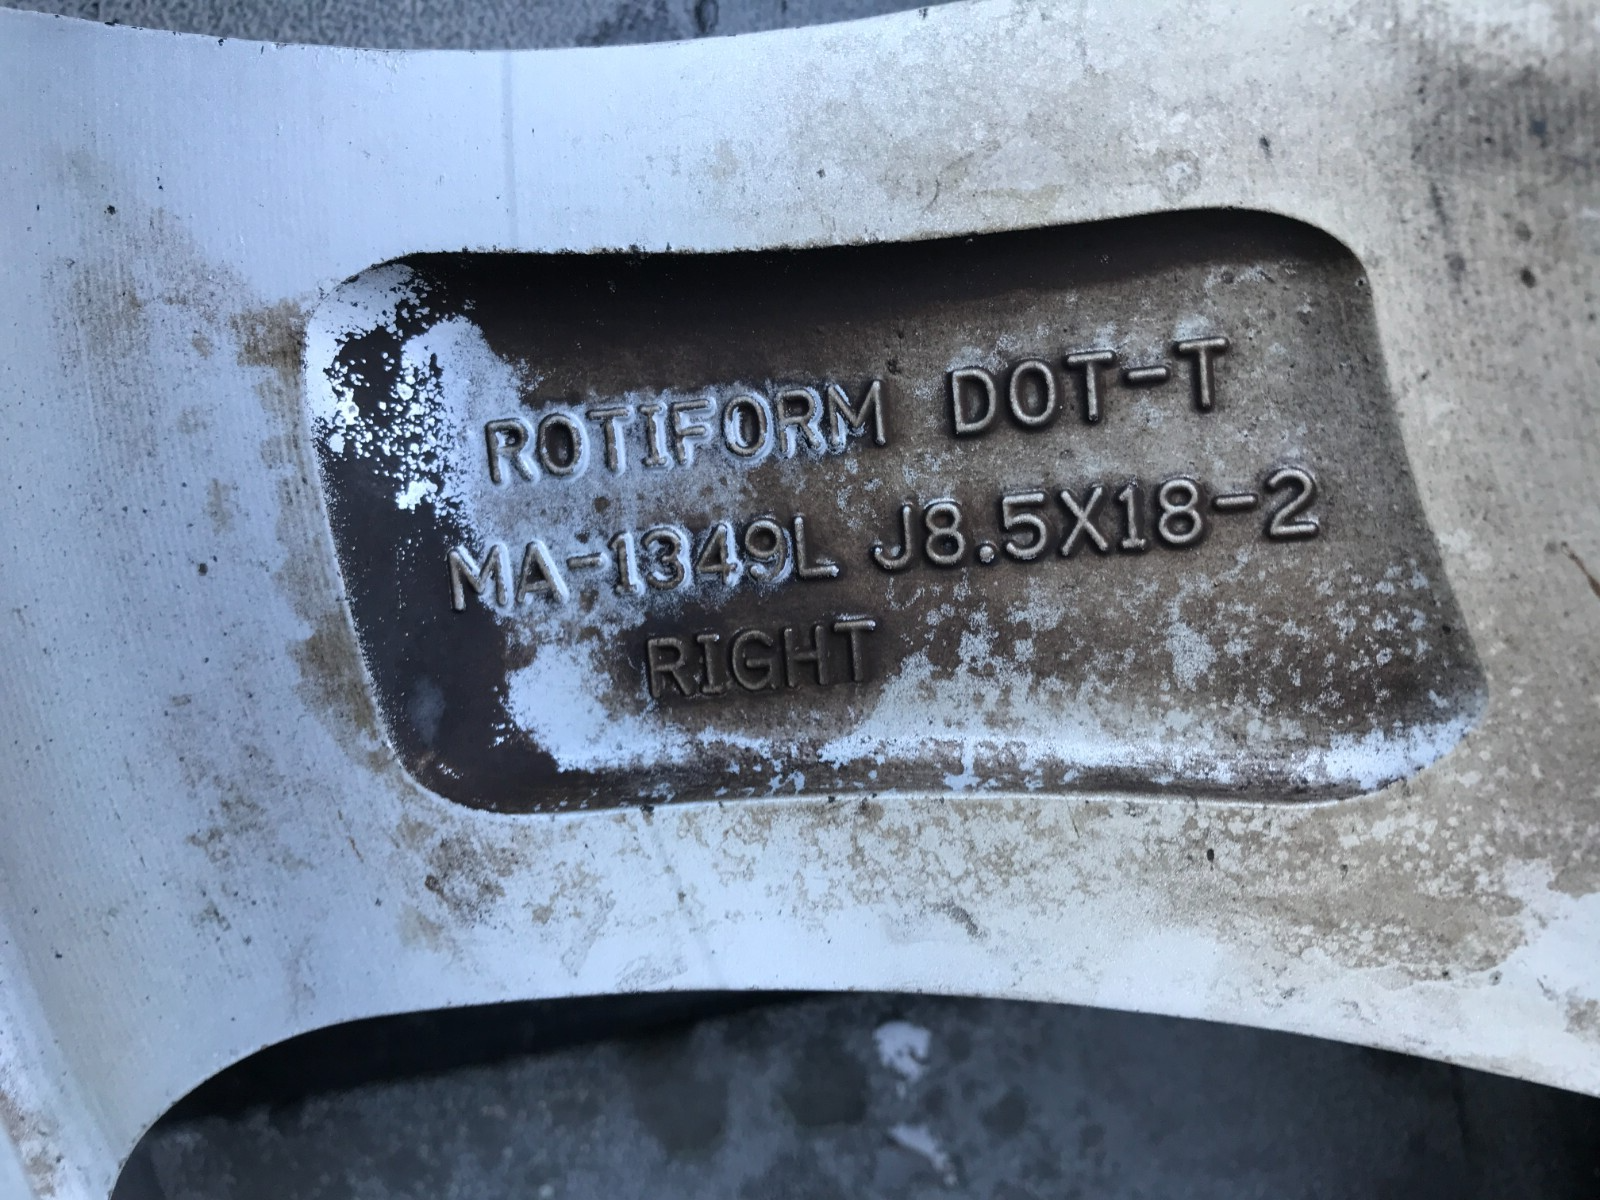 ROTIFORM DOT-T
MA-1349L J8.5X18-2
RIGHT